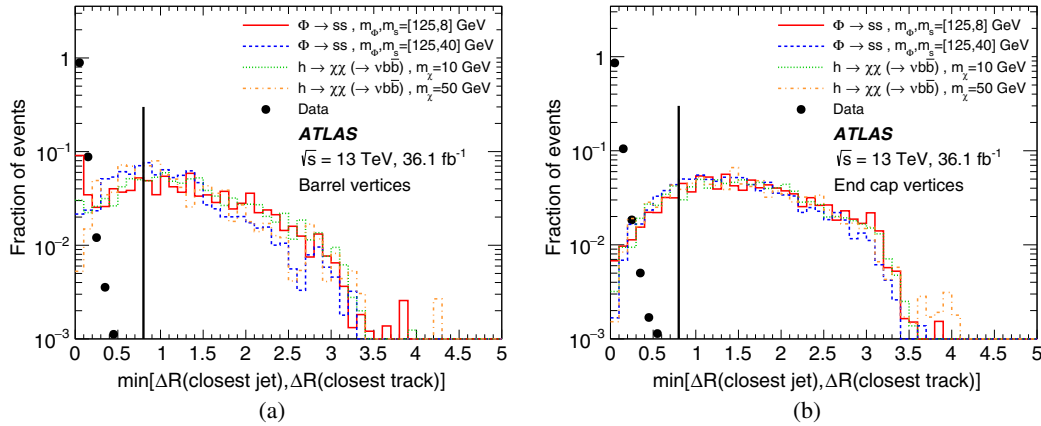 Φ → ss , m_Φ,m_s=[125,8] GeV
Φ → ss , m_Φ,m_s=[125,40] GeV
h → χχ (→ νbb̅) , m_χ=10 GeV
h → χχ (→ νbb̅) , m_χ=50 GeV
Data
ATLAS
√s = 13 TeV, 36.1 fb⁻¹
Barrel vertices
Fraction of events
1
10⁻¹
10⁻²
10⁻³
0 0.5 1 1.5 2 2.5 3 3.5 4 4.5 5
min[ΔR(closest jet),ΔR(closest track)]
(a)
Φ → ss , m_Φ,m_s=[125,8] GeV
Φ → ss , m_Φ,m_s=[125,40] GeV
h → χχ (→ νbb̅) , m_χ=10 GeV
h → χχ (→ νbb̅) , m_χ=50 GeV
Data
ATLAS
√s = 13 TeV, 36.1 fb⁻¹
End cap vertices
Fraction of events
1
10⁻¹
10⁻²
10⁻³
0 0.5 1 1.5 2 2.5 3 3.5 4 4.5 5
min[ΔR(closest jet),ΔR(closest track)]
(b)